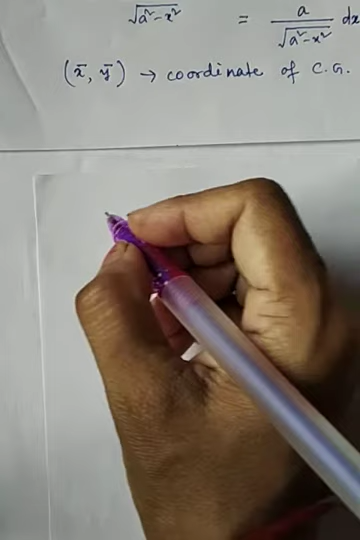 √a²-x² = a/√a²-x² dx
(x̄, ȳ) → coordinate of C.G.